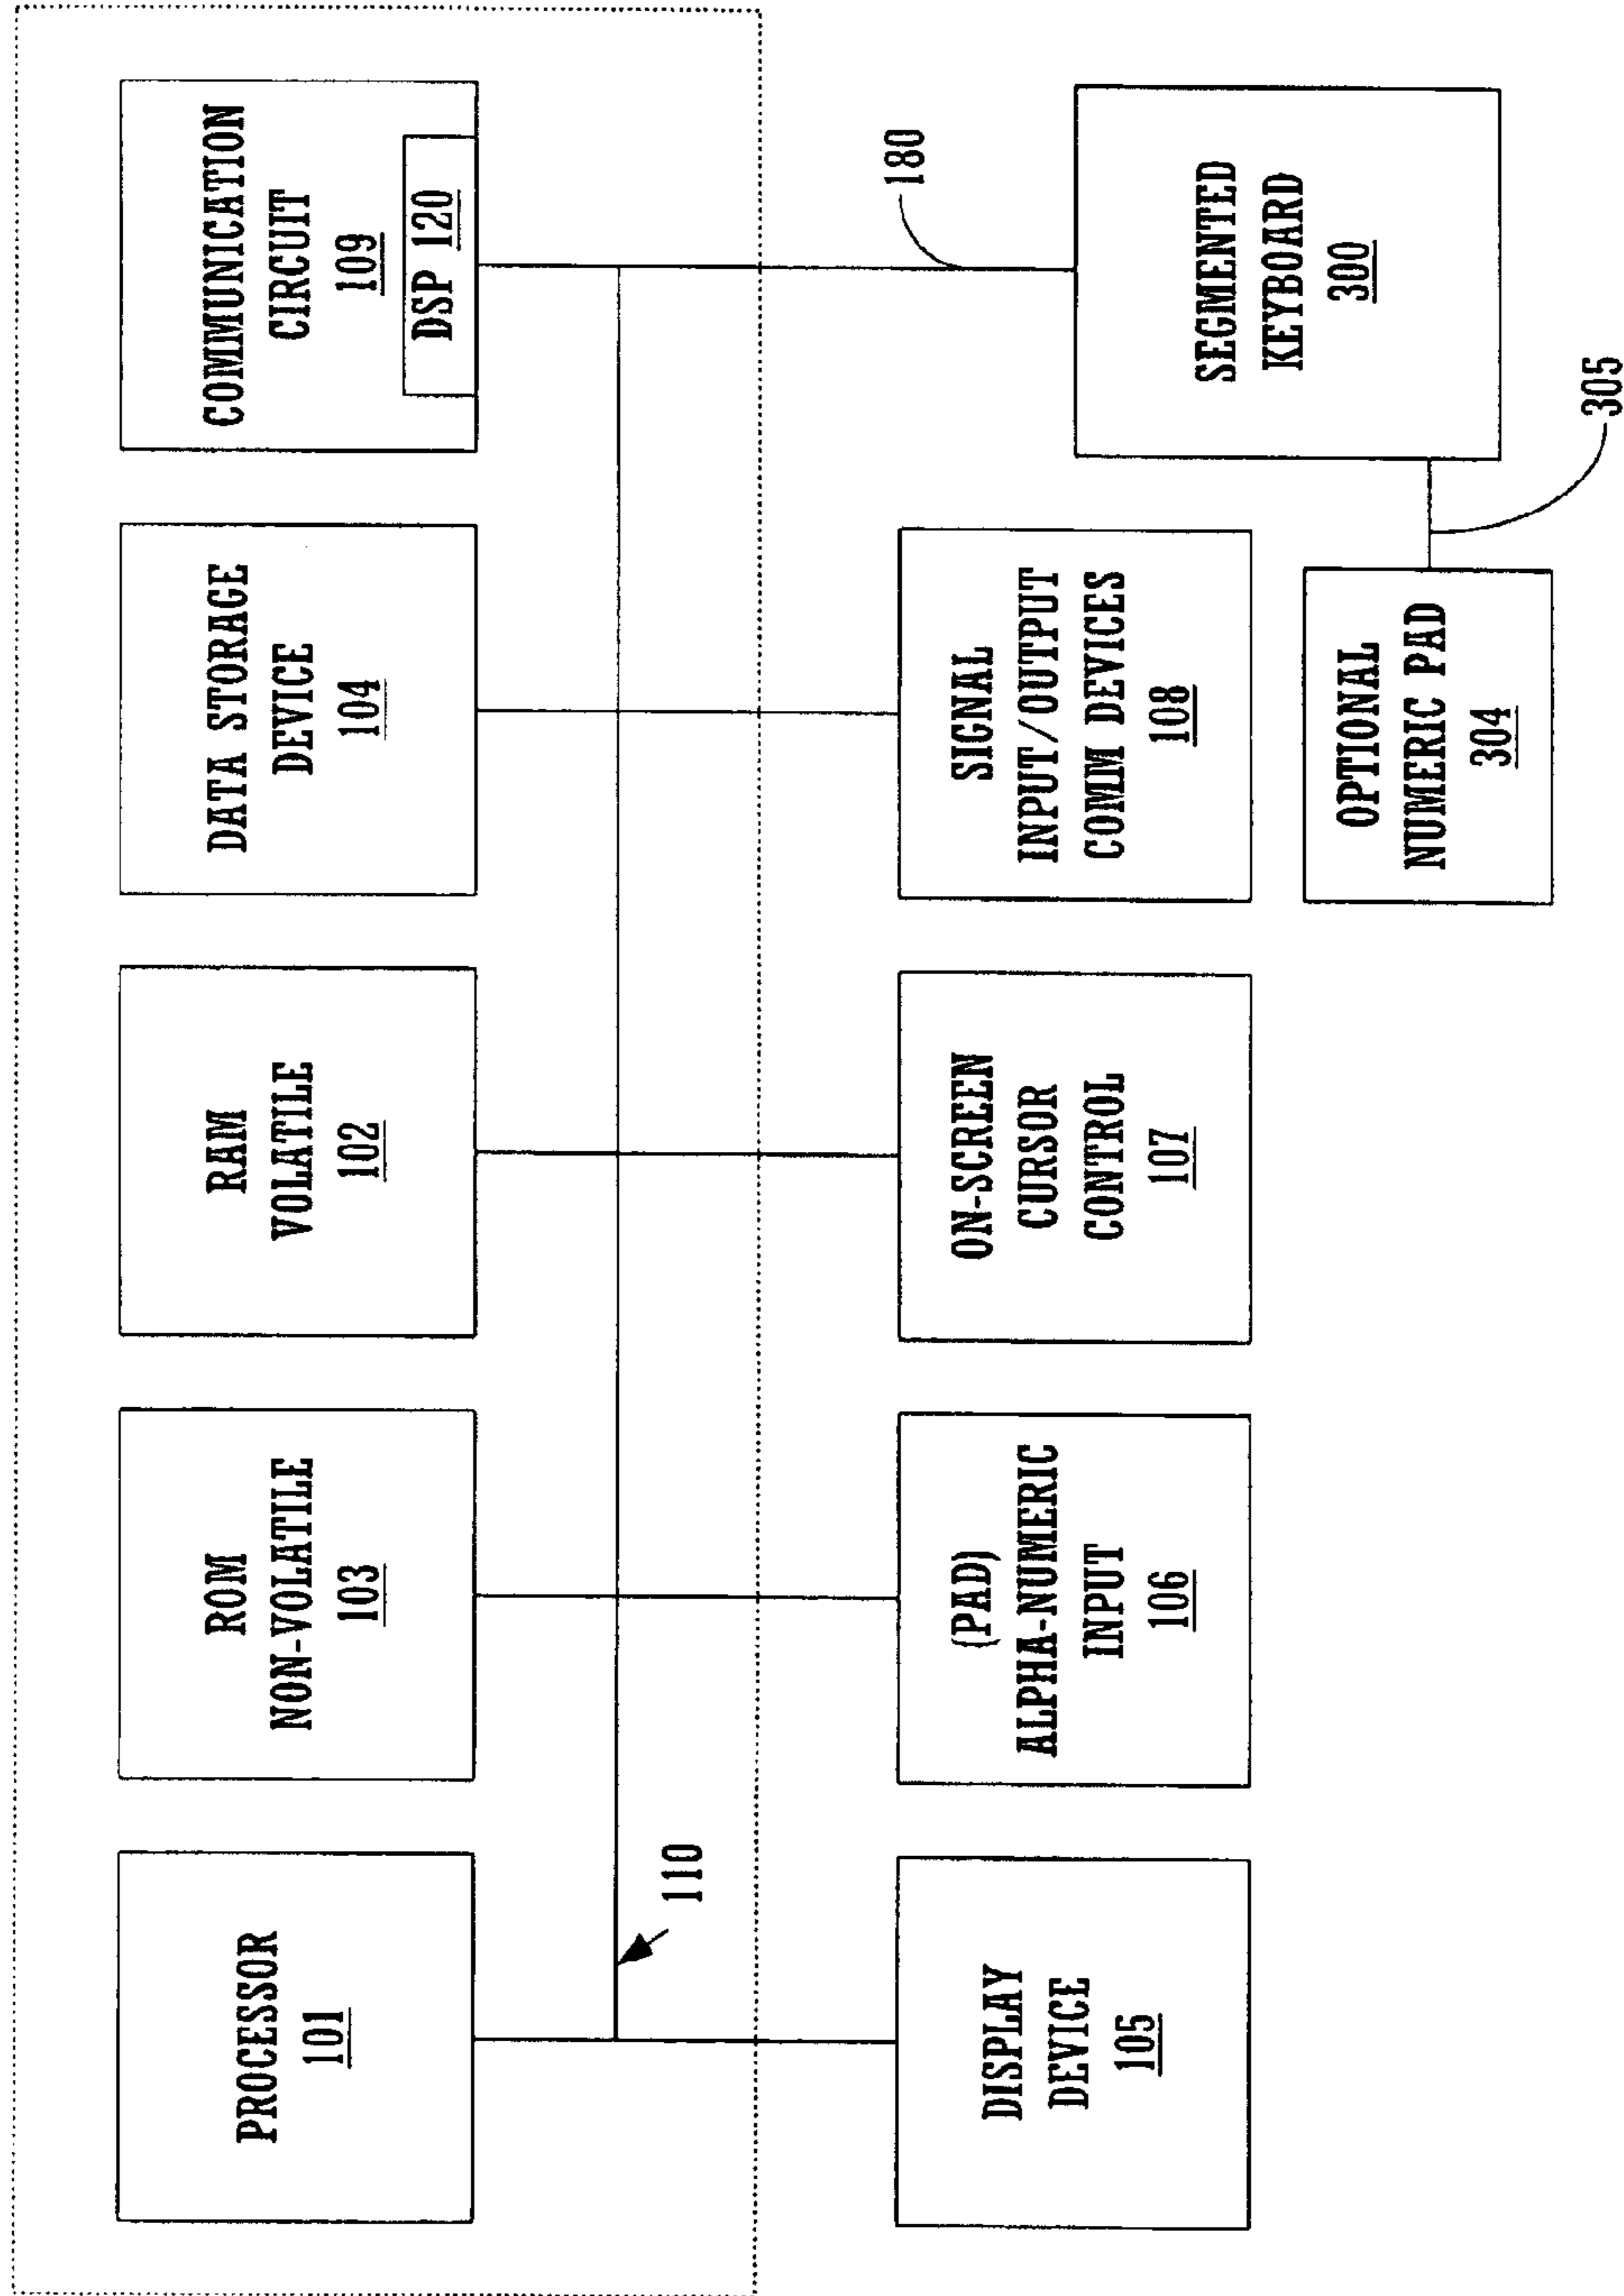 PROCESSOR
101
ROM
NON-VOLATILE
103
RAM
VOLATILE
102
DATA STORAGE
DEVICE
104
COMMUNICATION
CIRCUIT
109
DSP 120
110
180
DISPLAY
DEVICE
105
(PAD)
ALPHA-NUMERIC
INPUT
106
ON-SCREEN
CURSOR
CONTROL
107
SIGNAL
INPUT/OUTPUT
COMM DEVICES
108
SEGMENTED
KEYBOARD
300
OPTIONAL
NUMERIC PAD
304
305